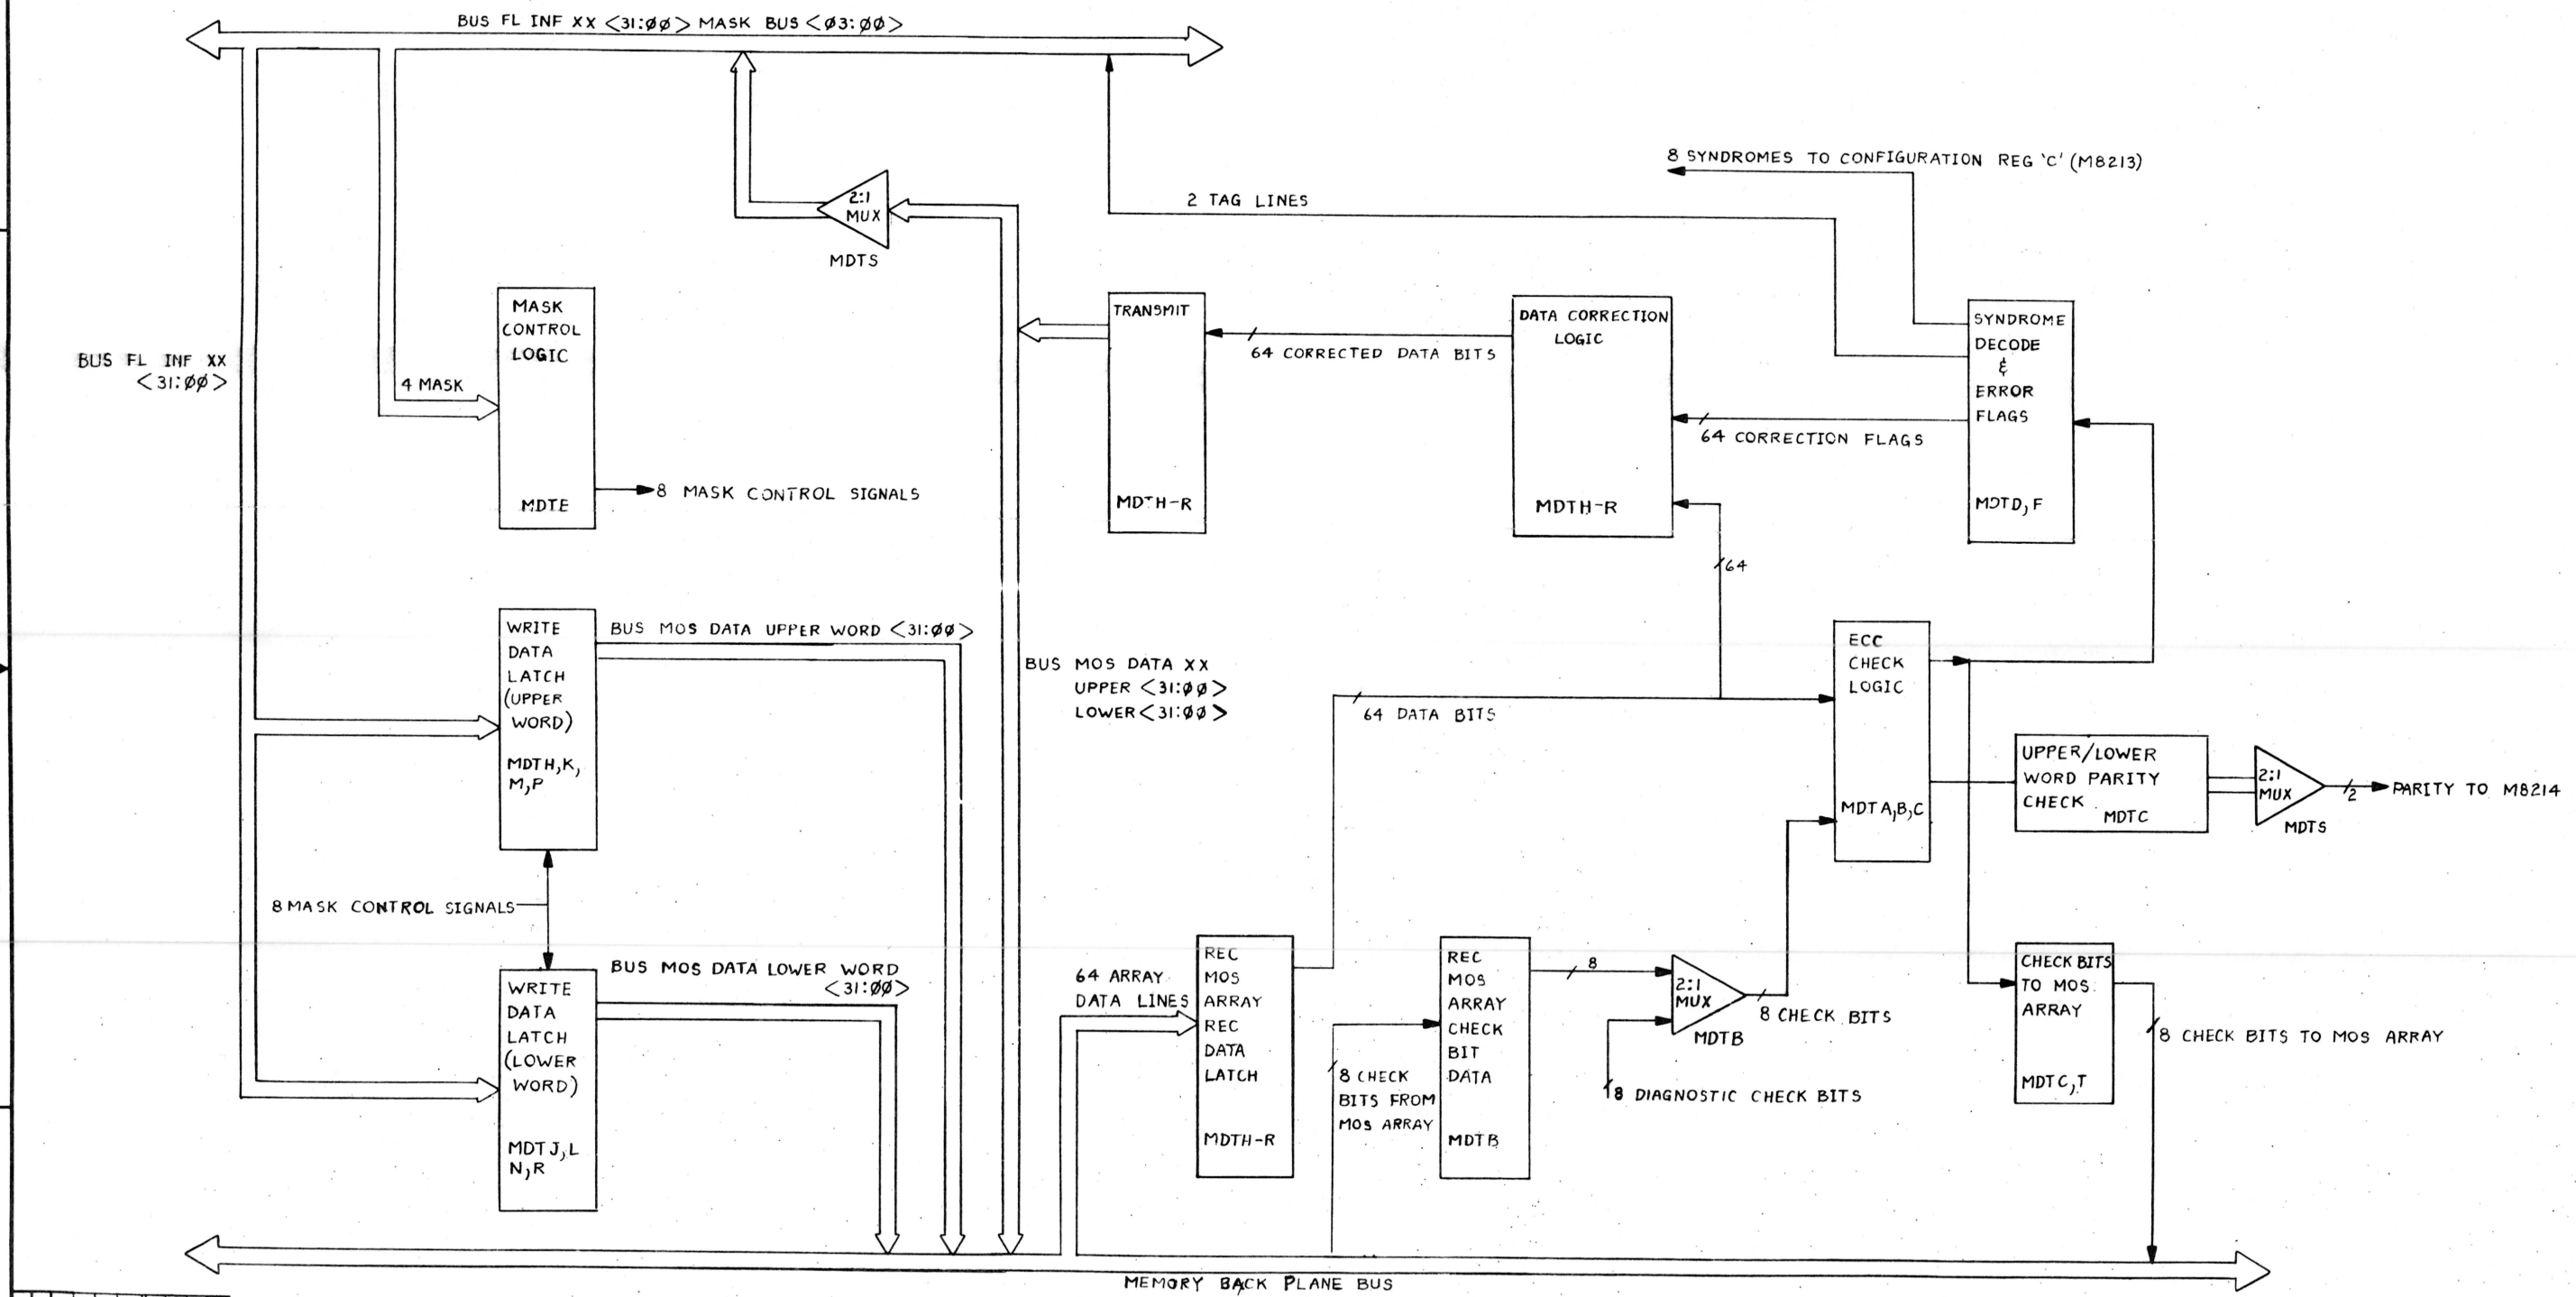 BUS FL INF XX <31:ØØ> MASK BUS <Ø3:ØØ>
8 SYNDROMES TO CONFIGURATION REG 'C' (M8213)
2 TAG LINES
2:1
MUX
MDTS
BUS FL INF XX
<31:ØØ>
4 MASK
MASK
CONTROL
LOGIC
MDTE
8 MASK CONTROL SIGNALS
TRANSMIT
MDTH-R
64 CORRECTED DATA BITS
DATA CORRECTION
LOGIC
MDTH-R
64 CORRECTION FLAGS
SYNDROME
DECODE
&
ERROR
FLAGS
MDTD,F
64
WRITE
DATA
LATCH
(UPPER
WORD)
MDTH,K,
M,P
BUS MOS DATA UPPER WORD <31:ØØ>
BUS MOS DATA XX
UPPER <31:ØØ>
LOWER <31:ØØ>
64 DATA BITS
ECC
CHECK
LOGIC
MDTA,B,C
UPPER/LOWER
WORD PARITY
CHECK
MDTC
2:1
MUX
MDTS
2
PARITY TO M8214
8 MASK CONTROL SIGNALS
WRITE
DATA
LATCH
(LOWER
WORD)
MDTJ,L
N,R
BUS MOS DATA LOWER WORD
<31:ØØ>
64 ARRAY
DATA LINES
REC
MOS
ARRAY
REC
DATA
LATCH
MDTH-R
8 CHECK
BITS FROM
MOS ARRAY
REC
MOS
ARRAY
CHECK
BIT
DATA
MDTB
8
2:1
MUX
MDTB
8 CHECK BITS
8 DIAGNOSTIC CHECK BITS
CHECK BITS
TO MOS
ARRAY
MDTC,T
8 CHECK BITS TO MOS ARRAY
MEMORY BACK PLANE BUS